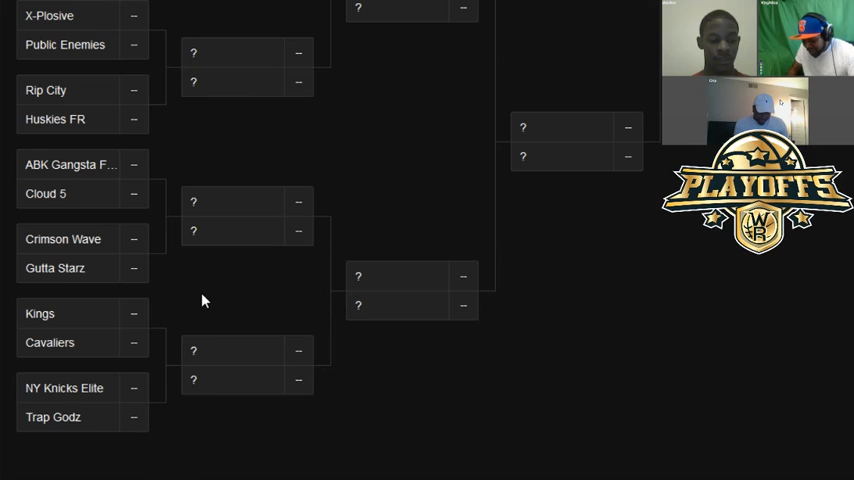 X-Plosive --
Public Enemies --
? --
? --
? --
Rip City --
Huskies FR --
ABK Gangsta F... --
Cloud 5 --
? --
? --
? --
? --
Crimson Wave --
Gutta Starz --
? --
? --
Kings --
Cavaliers --
? --
? --
NY Knicks Elite --
Trap Godz --
PLAYOFFS
WR